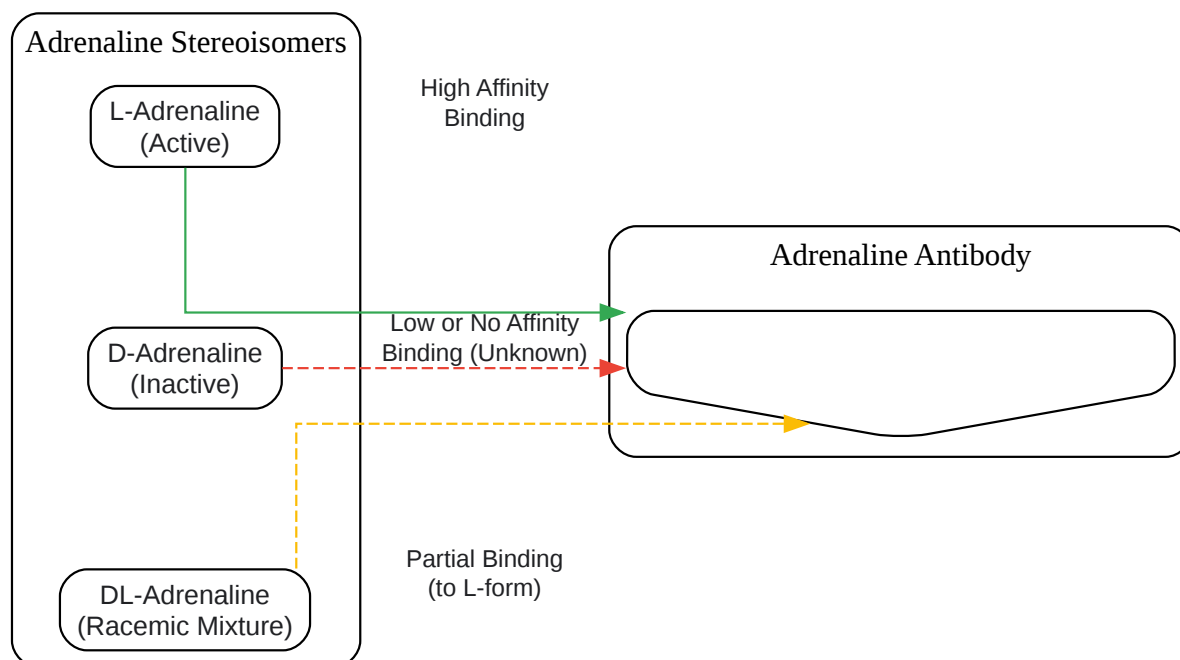 Adrenaline Stereoisomers
L-Adrenaline
(Active)
High Affinity
Binding
Adrenaline Antibody
D-Adrenaline
(Inactive)
Low or No Affinity
Binding (Unknown)
DL-Adrenaline
(Racemic Mixture)
Partial Binding
(to L-form)